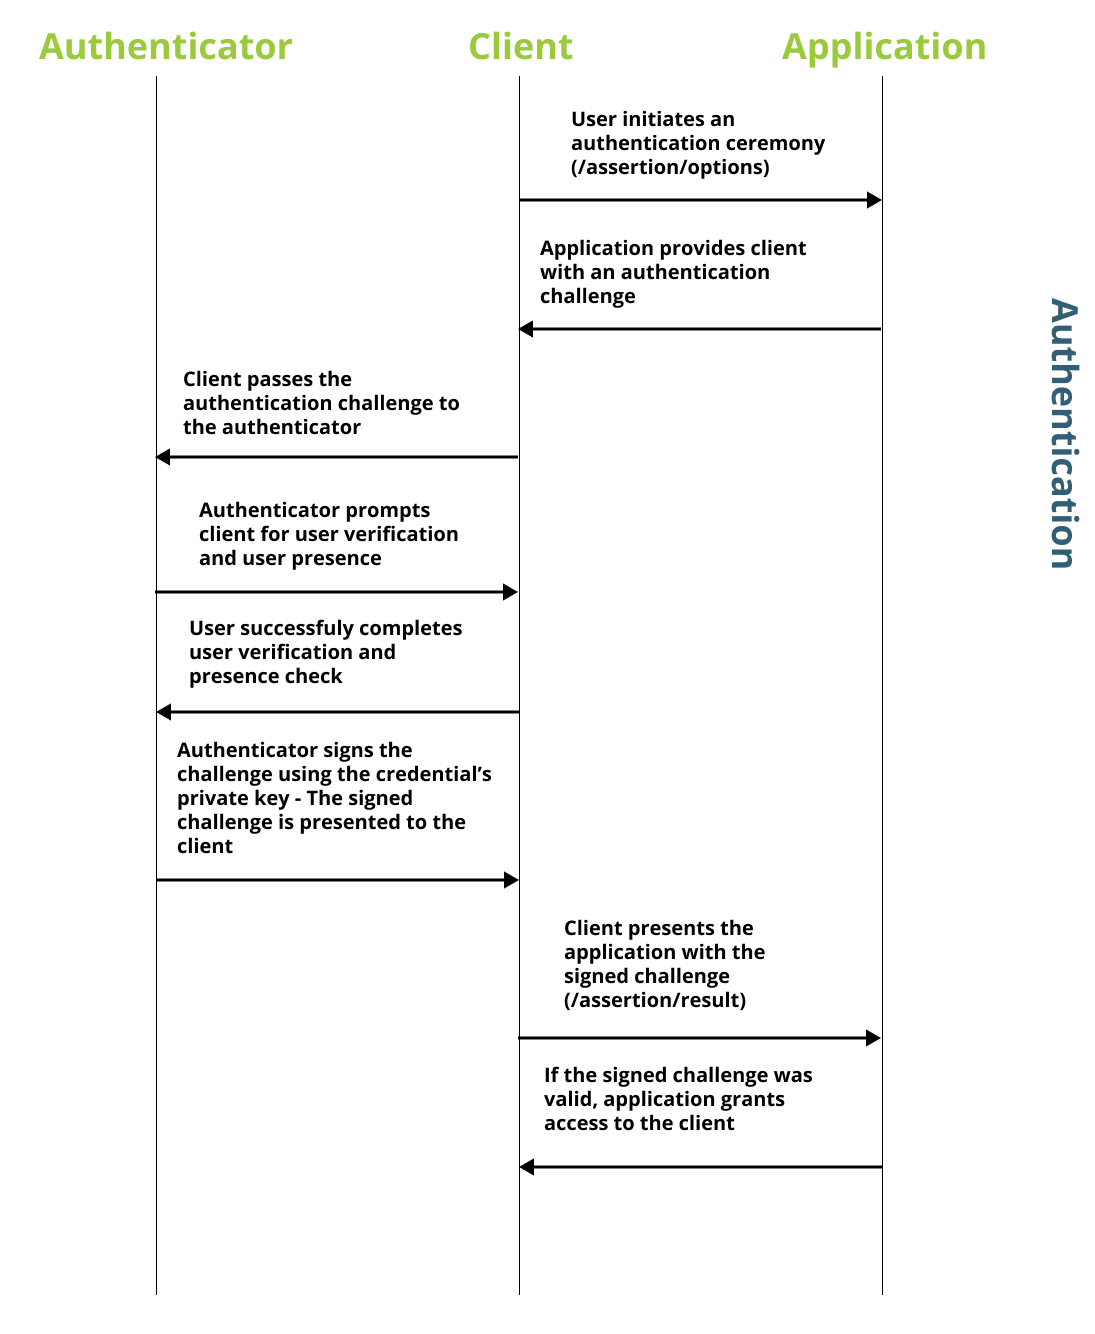 Authenticator
Client
Application
User initiates an
authentication ceremony
(/assertion/options)
Application provides client
with an authentication
challenge
Authentication
Client passes the
authentication challenge to
the authenticator
Authenticator prompts
client for user verification
and user presence
User successfuly completes
user verification and
presence check
Authenticator signs the
challenge using the credential’s
private key - The signed
challenge is presented to the
client
Client presents the
application with the
signed challenge
(/assertion/result)
If the signed challenge was
valid, application grants
access to the client